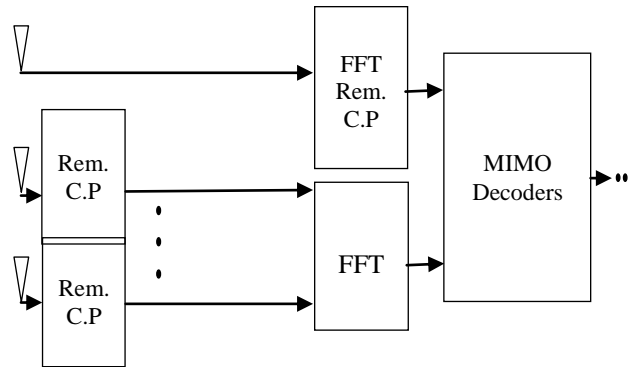 FFT
Rem.
C.P
Rem.
C.P
MIMO
Decoders
FFT
Rem.
C.P